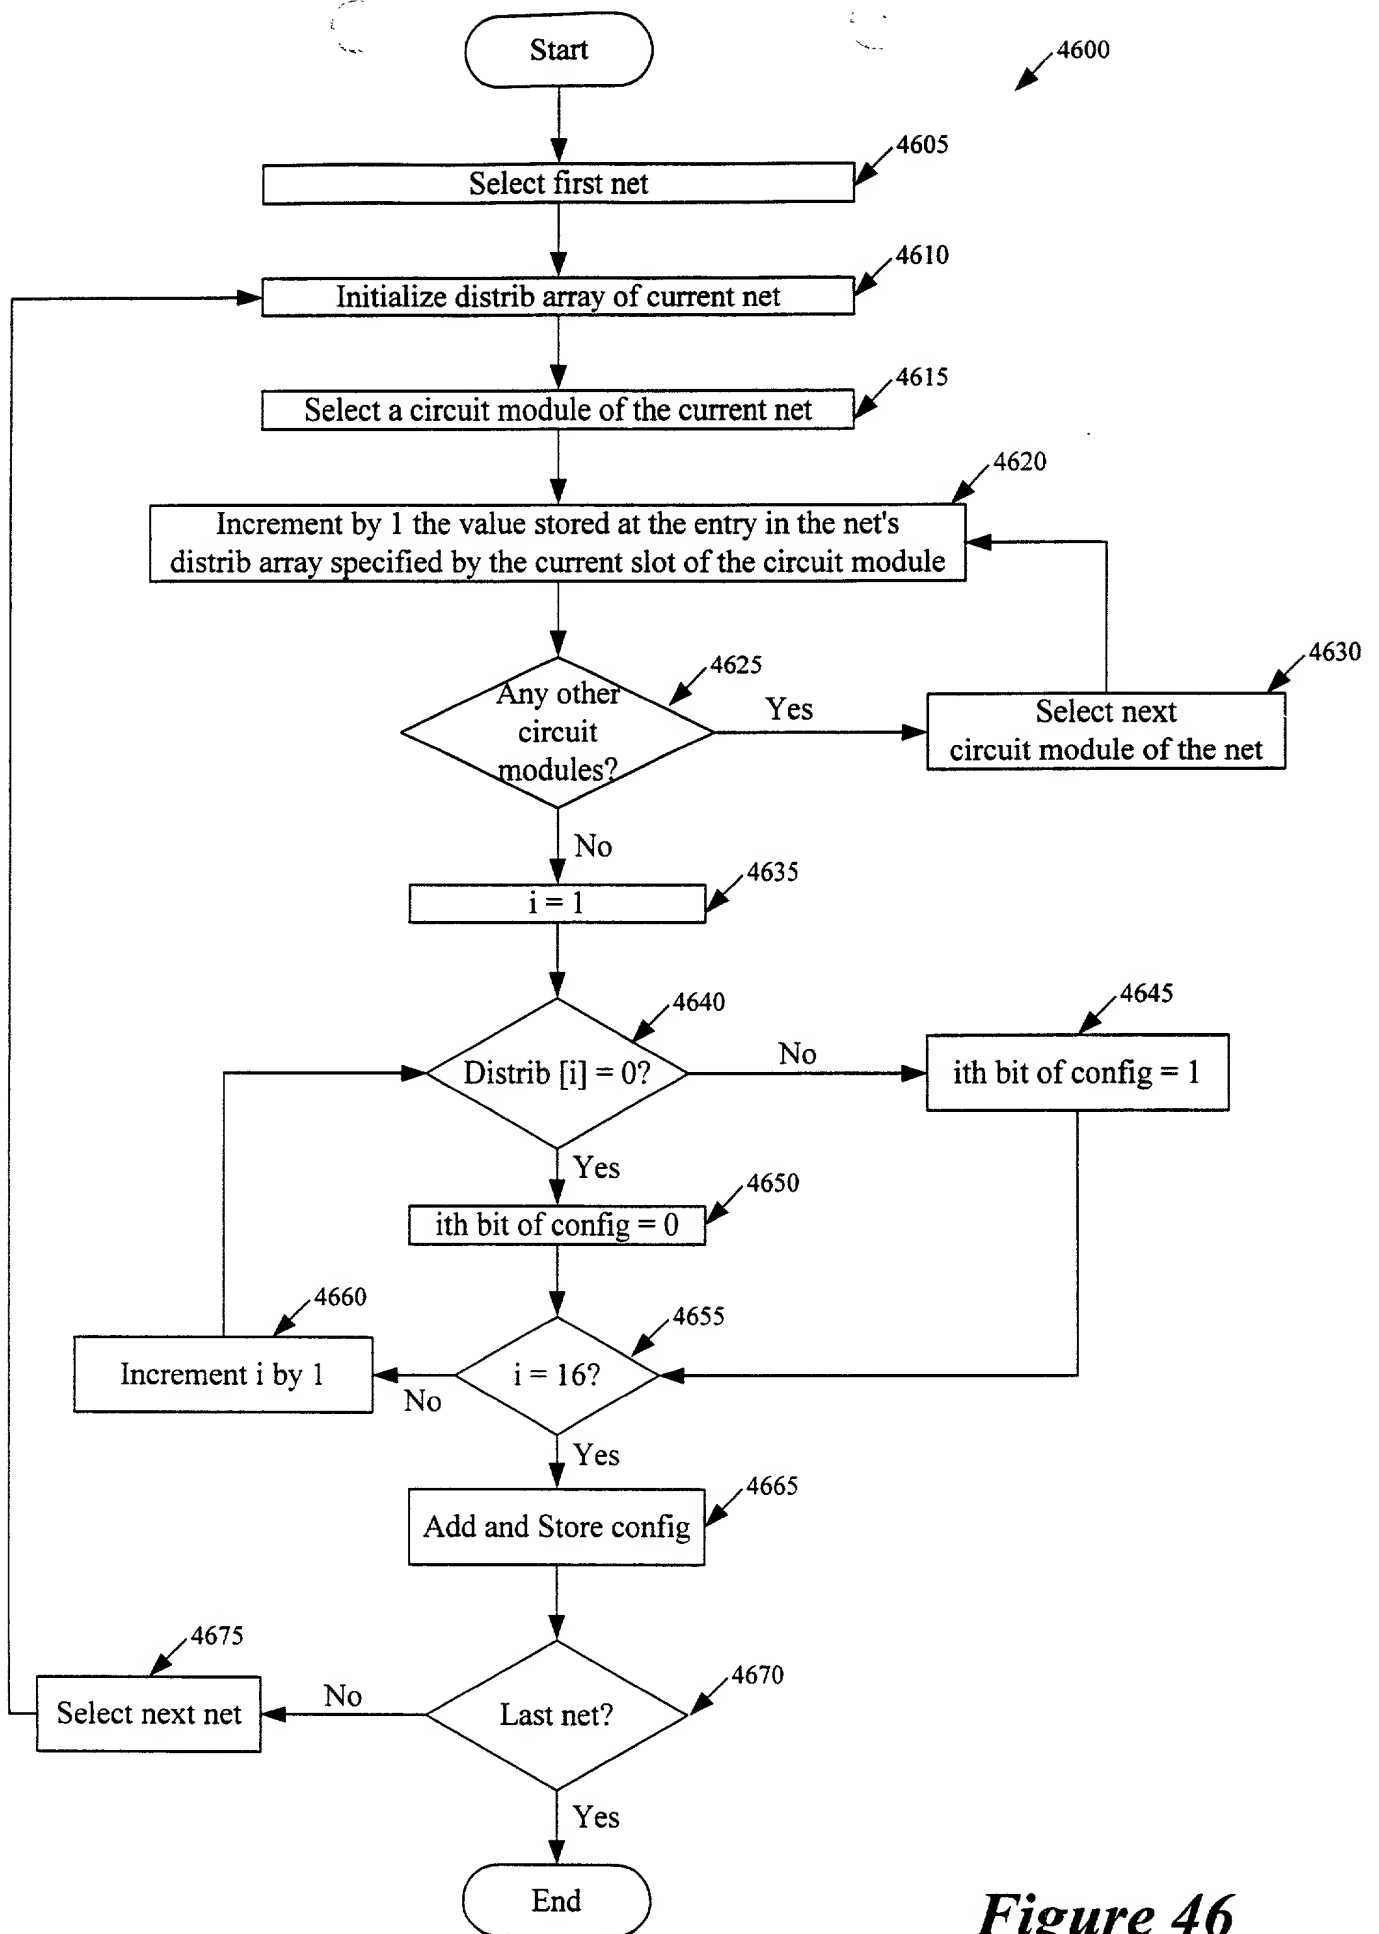 Start
4600
4605
Select first net
4610
Initialize distrib array of current net
4615
Select a circuit module of the current net
4620
Increment by 1 the value stored at the entry in the net's
distrib array specified by the current slot of the circuit module
4625
Any other
circuit
modules?
Yes
4630
Select next
circuit module of the net
No
4635
i = 1
4640
Distrib [i] = 0?
No
4645
ith bit of config = 1
Yes
4650
ith bit of config = 0
4660
Increment i by 1
4655
i = 16?
No
Yes
4665
Add and Store config
4675
Select next net
No
4670
Last net?
Yes
End
Figure 46